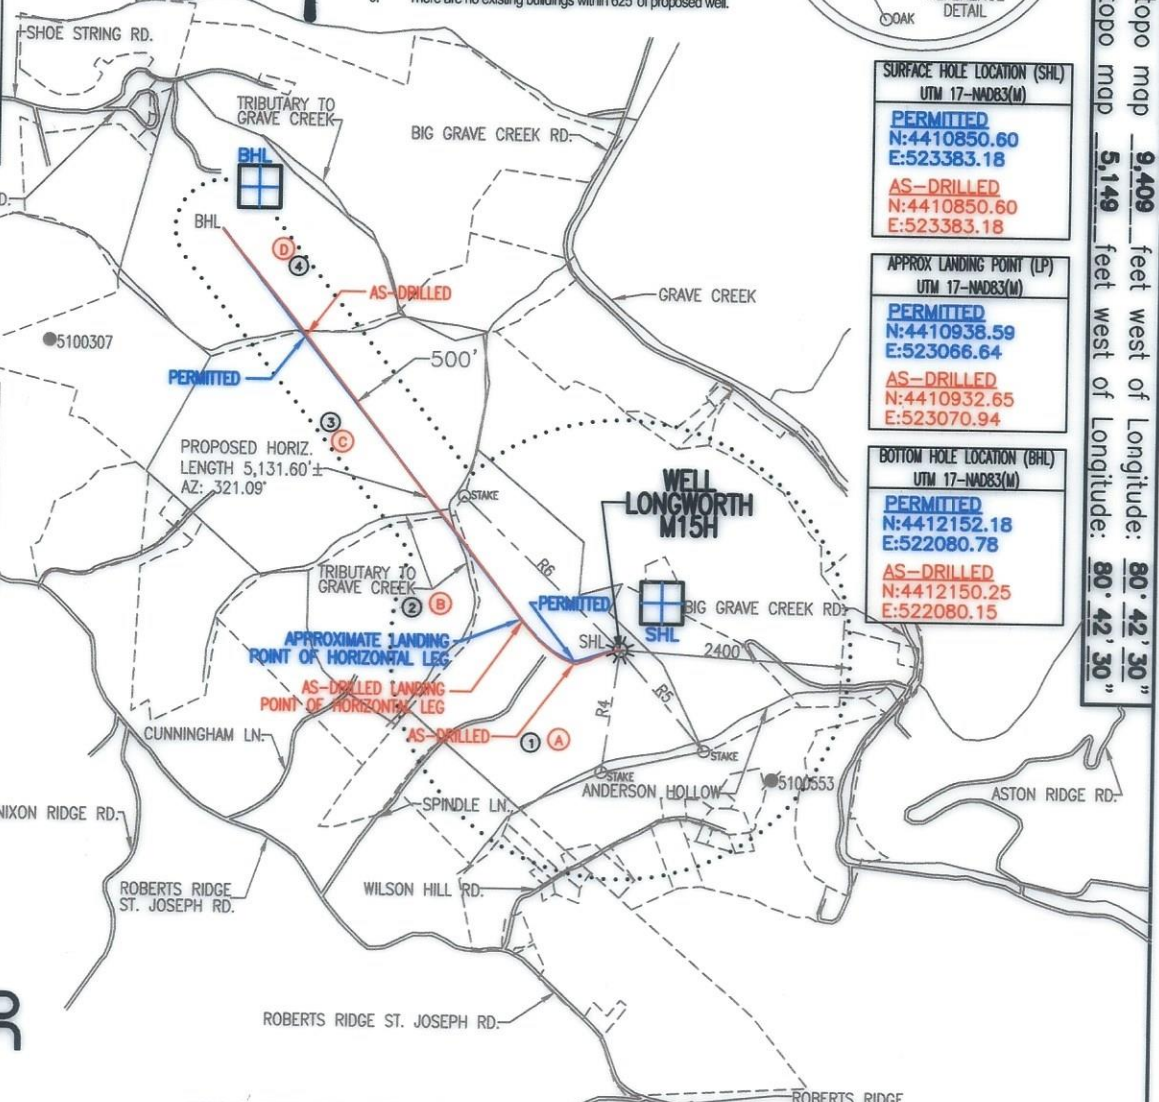 There are no existing buildings within 625' of proposed well.
OAK
DETAIL
SHOE STRING RD.
TRIBUTARY TO
GRAVE CREEK
BIG GRAVE CREEK RD.
BHL
BHL
D
4
AS-DRILLED
GRAVE CREEK
5100307
PERMITTED
500'
3
C
PROPOSED HORIZ.
LENGTH 5,131.60'±
AZ: 321.09°
STAKE
WELL
LONGWORTH
M15H
TRIBUTARY TO
GRAVE CREEK
R6
2
B
PERMITTED
BIG GRAVE CREEK RD.
SHL
SHL
2400'
APPROXIMATE LANDING
POINT OF HORIZONTAL LEG
AS-DRILLED LANDING
POINT OF HORIZONTAL LEG
R5
R4
CUNNINGHAM LN.
AS-DRILLED
1
A
STAKE
STAKE
ANDERSON HOLLOW
5100553
ASTON RIDGE RD.
SPINDLE LN.
NIXON RIDGE RD.
ROBERTS RIDGE
ST. JOSEPH RD.
WILSON HILL RD.
ROBERTS RIDGE ST. JOSEPH RD.
ROBERTS RIDGE
SURFACE HOLE LOCATION (SHL)
UTM 17-NAD83(M)
PERMITTED
N:4410850.60
E:523383.18
AS-DRILLED
N:4410850.60
E:523383.18
APPROX LANDING POINT (LP)
UTM 17-NAD83(M)
PERMITTED
N:4410938.59
E:523066.64
AS-DRILLED
N:4410932.65
E:523070.94
BOTTOM HOLE LOCATION (BHL)
UTM 17-NAD83(M)
PERMITTED
N:4412152.18
E:522080.78
AS-DRILLED
N:4412150.25
E:522080.15
topo map 9,409 feet west of Longitude: 80° 42' 30"
topo map 5,149 feet west of Longitude: 80° 42' 30"